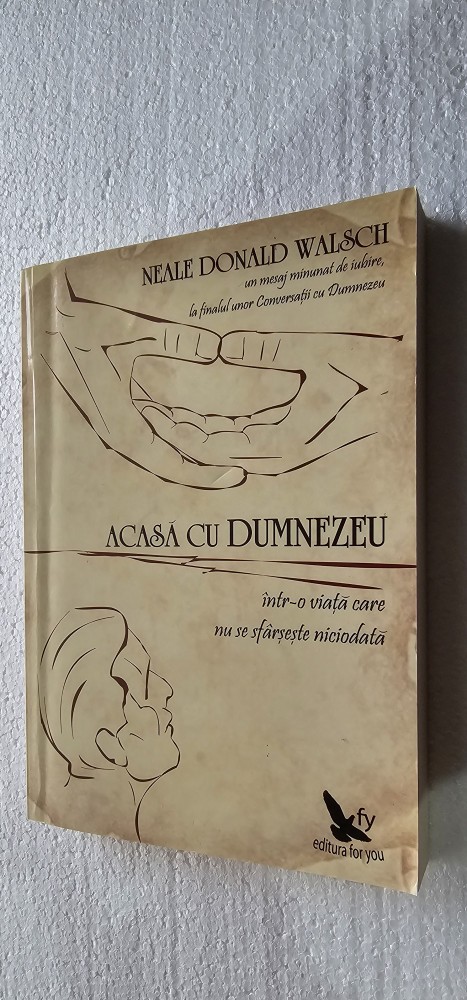 NEALE DONALD WALSCH
un mesaj minunat de iubire,
la finalul unor Conversații cu Dumnezeu
ACASĂ CU DUMNEZEU
într-o viață care
nu se sfârșește niciodată
fy
editura for you